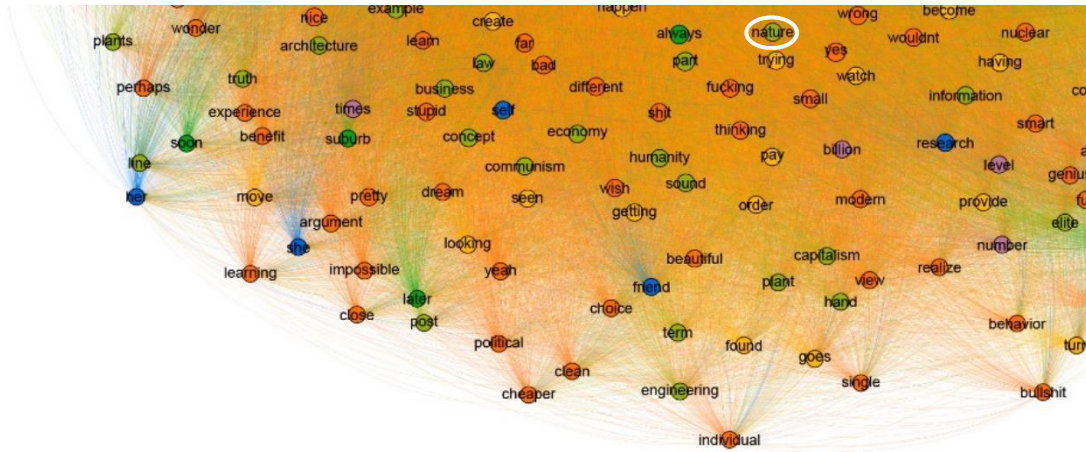 example
happen
nice
create
wrong
become
wonder
plants
architecture
learn
far
always
nature
yes
wouldnt
nuclear
law
bad
part
trying
having
truth
perhaps
business
different
fucking
watch
small
information
experience
times
stupid
self
shit
smart
soon
benefit
suburb
concept
economy
thinking
billion
research
line
communism
humanity
pay
level
genius
her
move
pretty
dream
seen
wish
sound
order
modern
provide
argument
getting
elite
she
looking
number
learning
impossible
yeah
beautiful
capitalism
realize
later
friend
plant
view
close
post
choice
hand
behavior
political
term
found
goes
turn
clean
cheaper
engineering
single
bullshit
individual